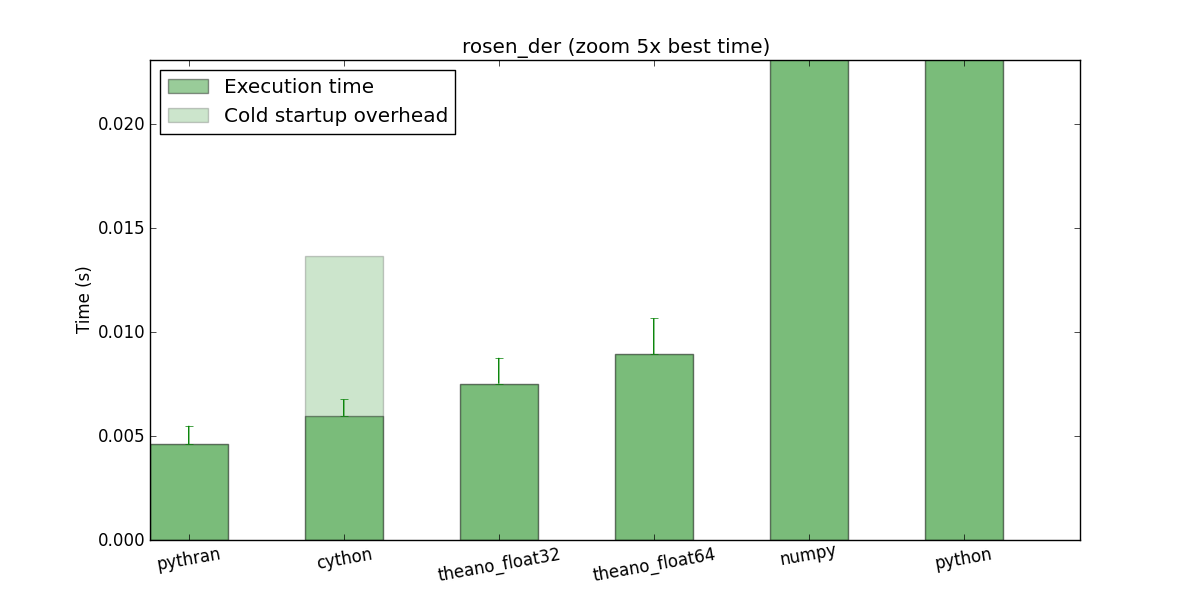 rosen_der (zoom 5x best time)
Execution time
Cold startup overhead
Time (s)
0.020
0.015
0.010
0.005
0.000
pythran
cython
theano_float32
theano_float64
numpy
python